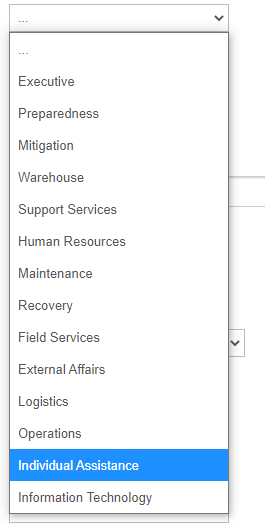 ...
...
Executive
Preparedness
Mitigation
Warehouse
Support Services
Human Resources
Maintenance
Recovery
Field Services
External Affairs
Logistics
Operations
Individual Assistance
Information Technology